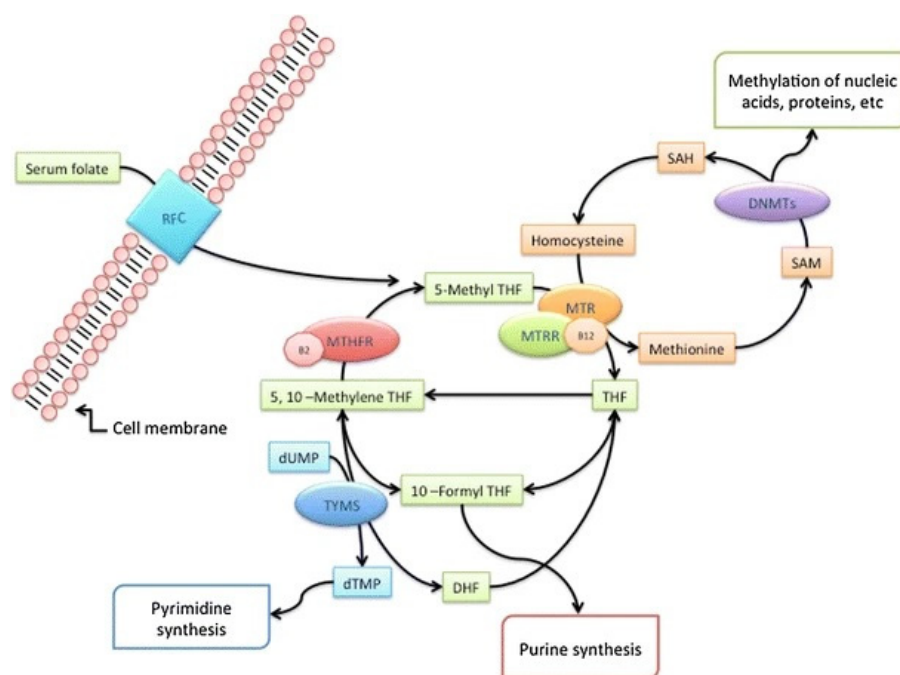 Methylation of nucleic
acids, proteins, etc
Serum folate
SAH
RFC
DNMTs
Homocysteine
SAM
5-Methyl THF
MTR
MTRR
B12
MTHFR
B2
Methionine
5, 10 –Methylene THF
THF
Cell membrane
dUMP
10 –Formyl THF
TYMS
dTMP
DHF
Pyrimidine
synthesis
Purine synthesis